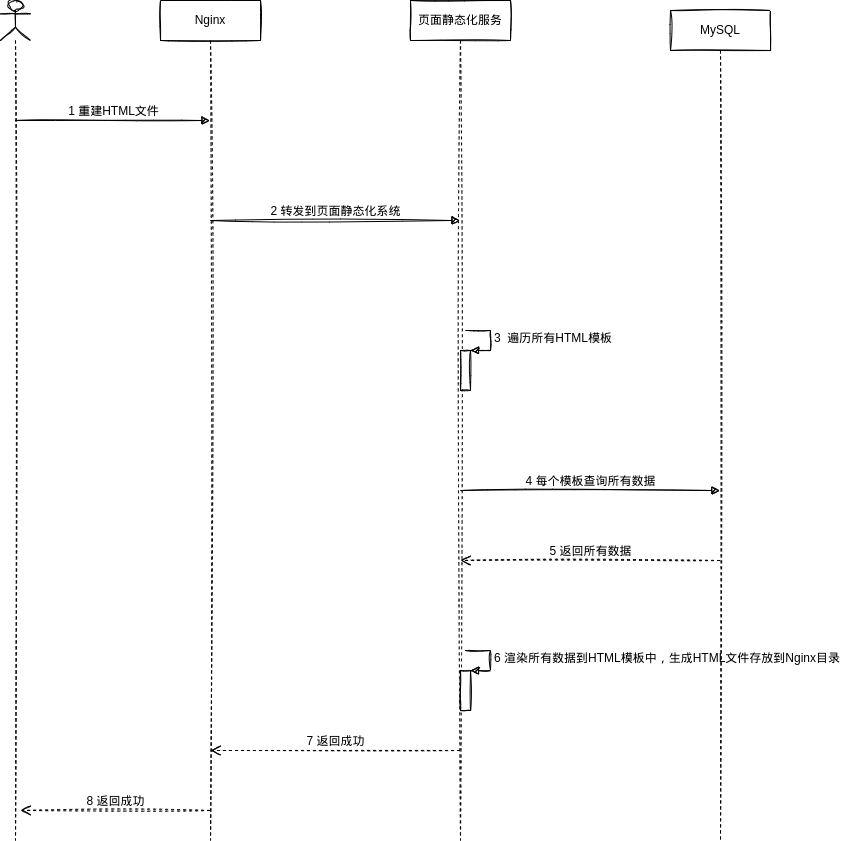 Nginx
页面静态化服务
MySQL
1 重建HTML文件
2 转发到页面静态化系统
3  遍历所有HTML模板
4 每个模板查询所有数据
5 返回所有数据
6 渲染所有数据到HTML模板中，生成HTML文件存放到Nginx目录
7 返回成功
8 返回成功